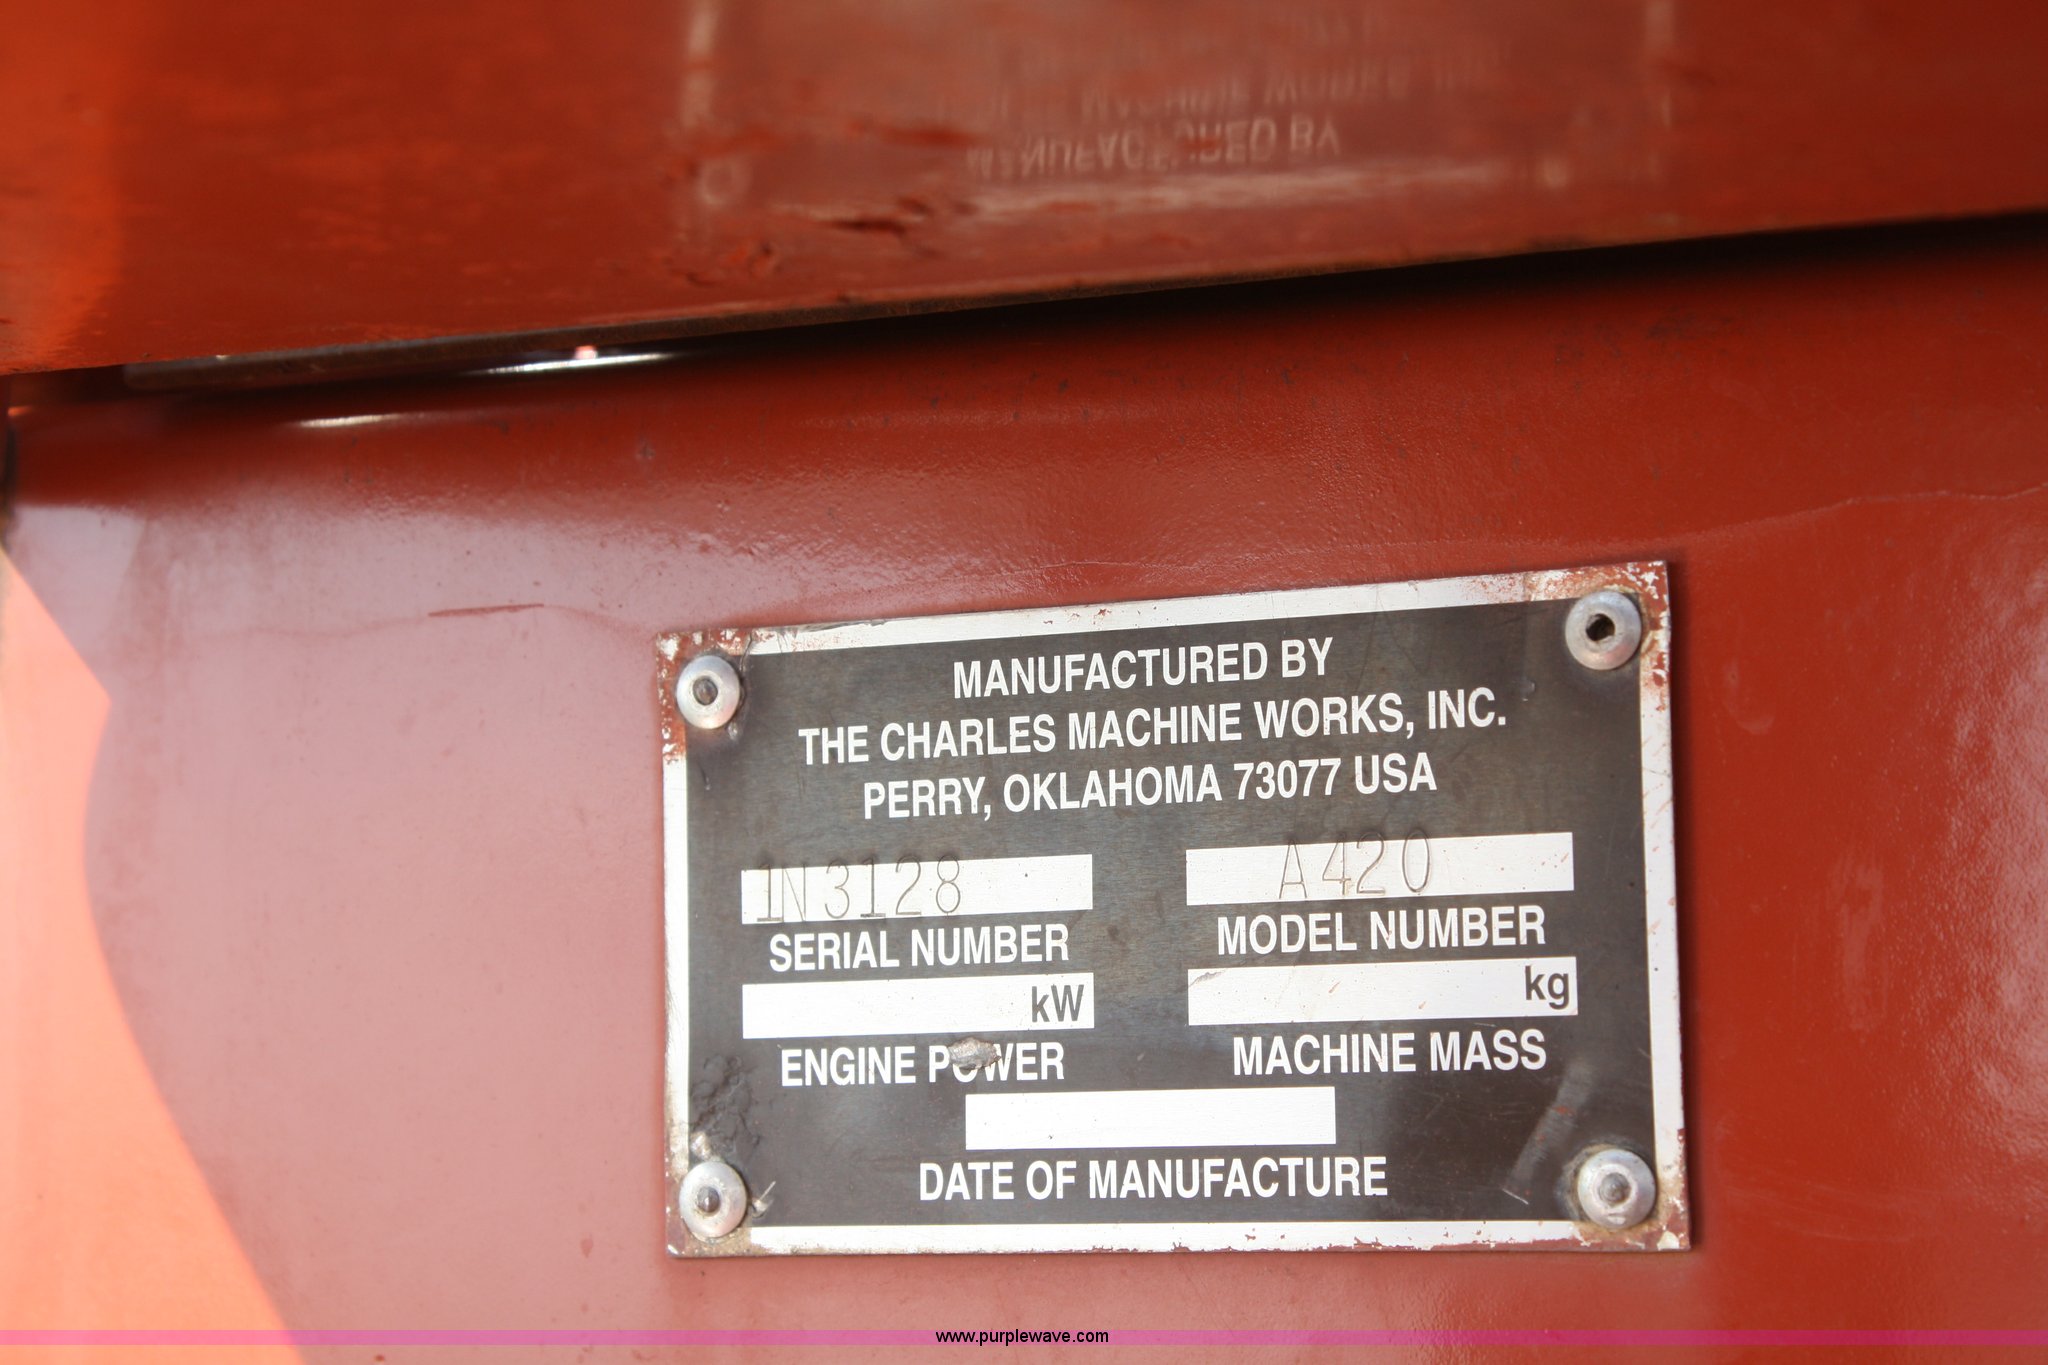 MANUFACTURED BY
THE CHARLES MACHINE WORKS, INC.
PERRY, OKLAHOMA 73077 USA
1N3128 A420
SERIAL NUMBER MODEL NUMBER
kW kg
ENGINE POWER MACHINE MASS
DATE OF MANUFACTURE
www.purplewave.com